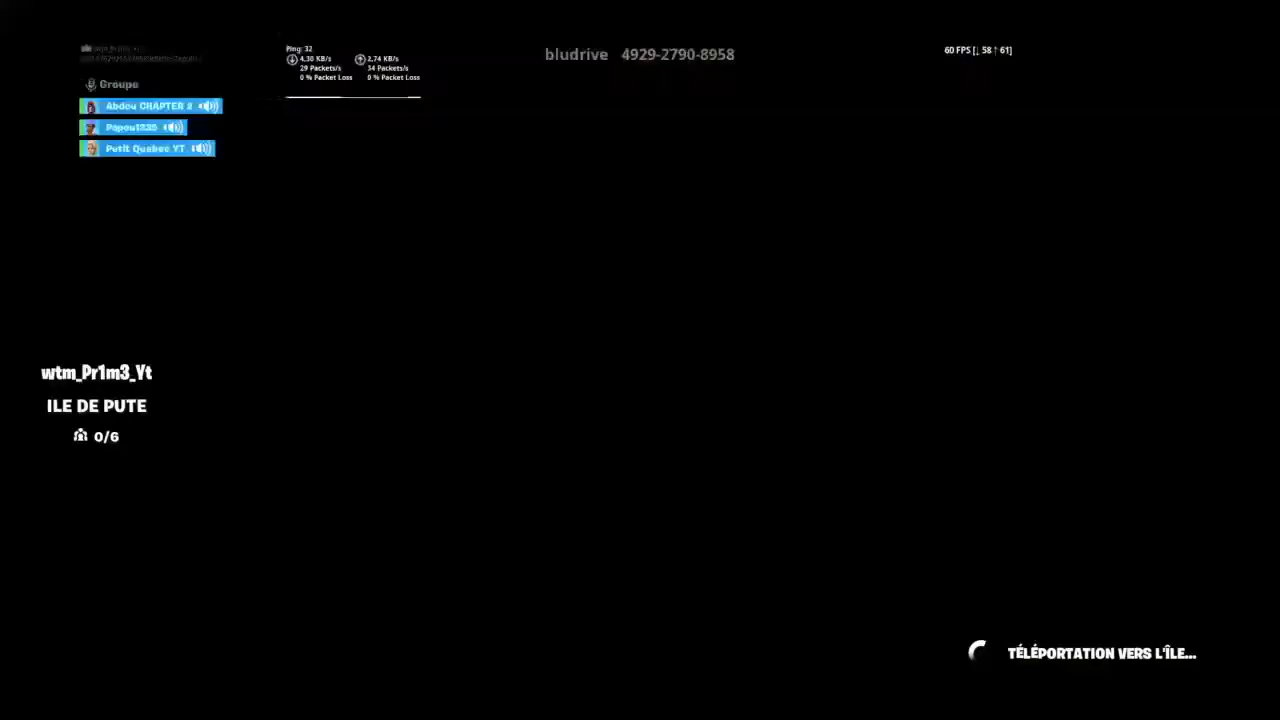 Ping: 32
4.30 KB/s 2.74 KB/s
29 Packets/s 34 Packets/s
0 % Packet Loss 0 % Packet Loss
bludrive 4929-2790-8958
60 FPS [↓ 58 ↑ 61]
Groupe
Abdou CHAPTER 2
Papou1235
Petit Quebec YT
wtm_Pr1m3_Yt
ILE DE PUTE
0/6
TÉLÉPORTATION VERS L'ÎLE...